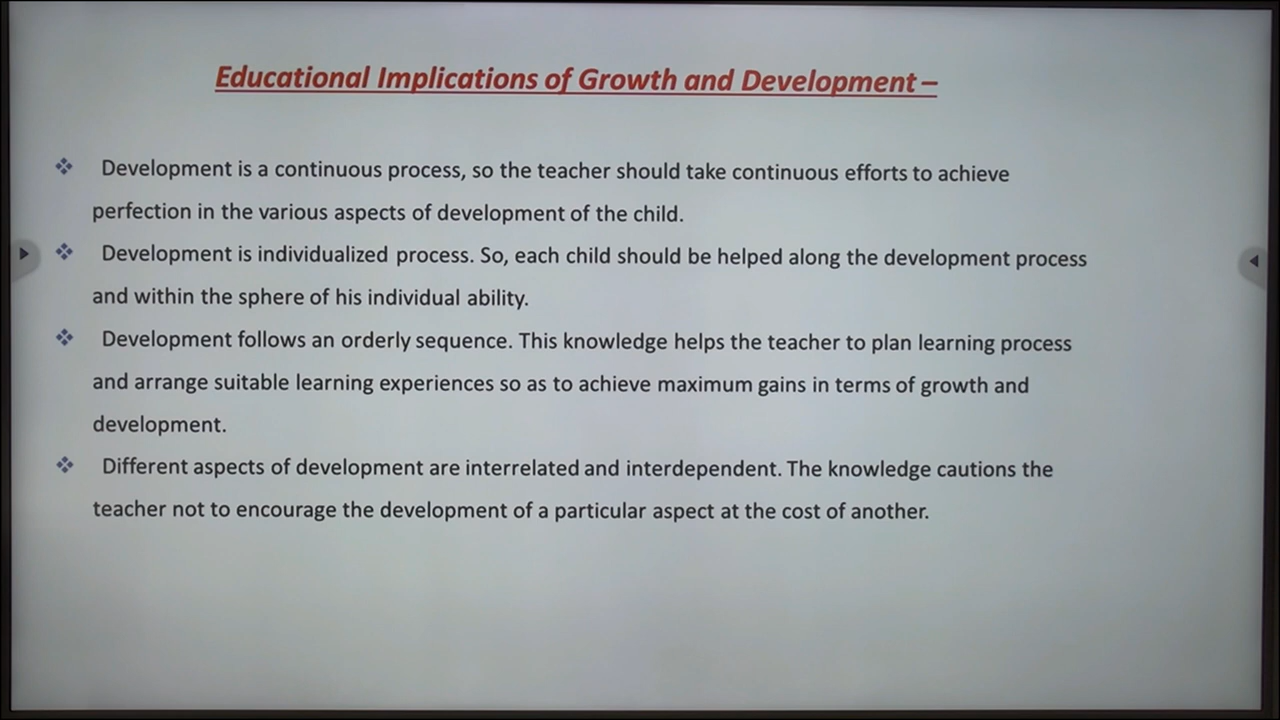 Educational Implications of Growth and Development –
❖ Development is a continuous process, so the teacher should take continuous efforts to achieve
perfection in the various aspects of development of the child.
❖ Development is individualized process. So, each child should be helped along the development process
and within the sphere of his individual ability.
❖ Development follows an orderly sequence. This knowledge helps the teacher to plan learning process
and arrange suitable learning experiences so as to achieve maximum gains in terms of growth and
development.
❖ Different aspects of development are interrelated and interdependent. The knowledge cautions the
teacher not to encourage the development of a particular aspect at the cost of another.